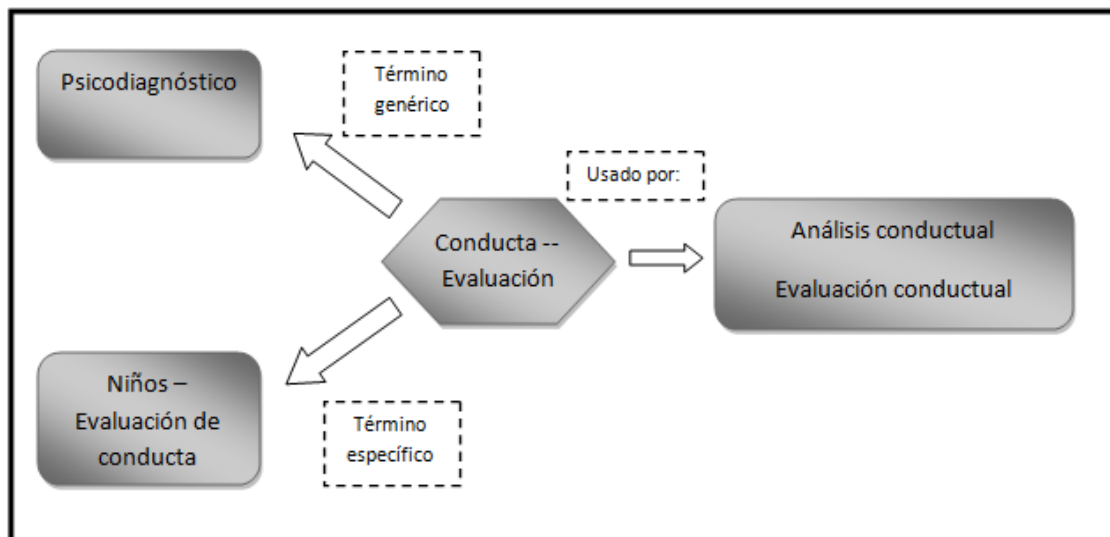 Psicodiagnóstico
Término
genérico
Usado por:
Conducta --
Evaluación
Análisis conductual
Evaluación conductual
Niños –
Evaluación de
conducta
Término
específico